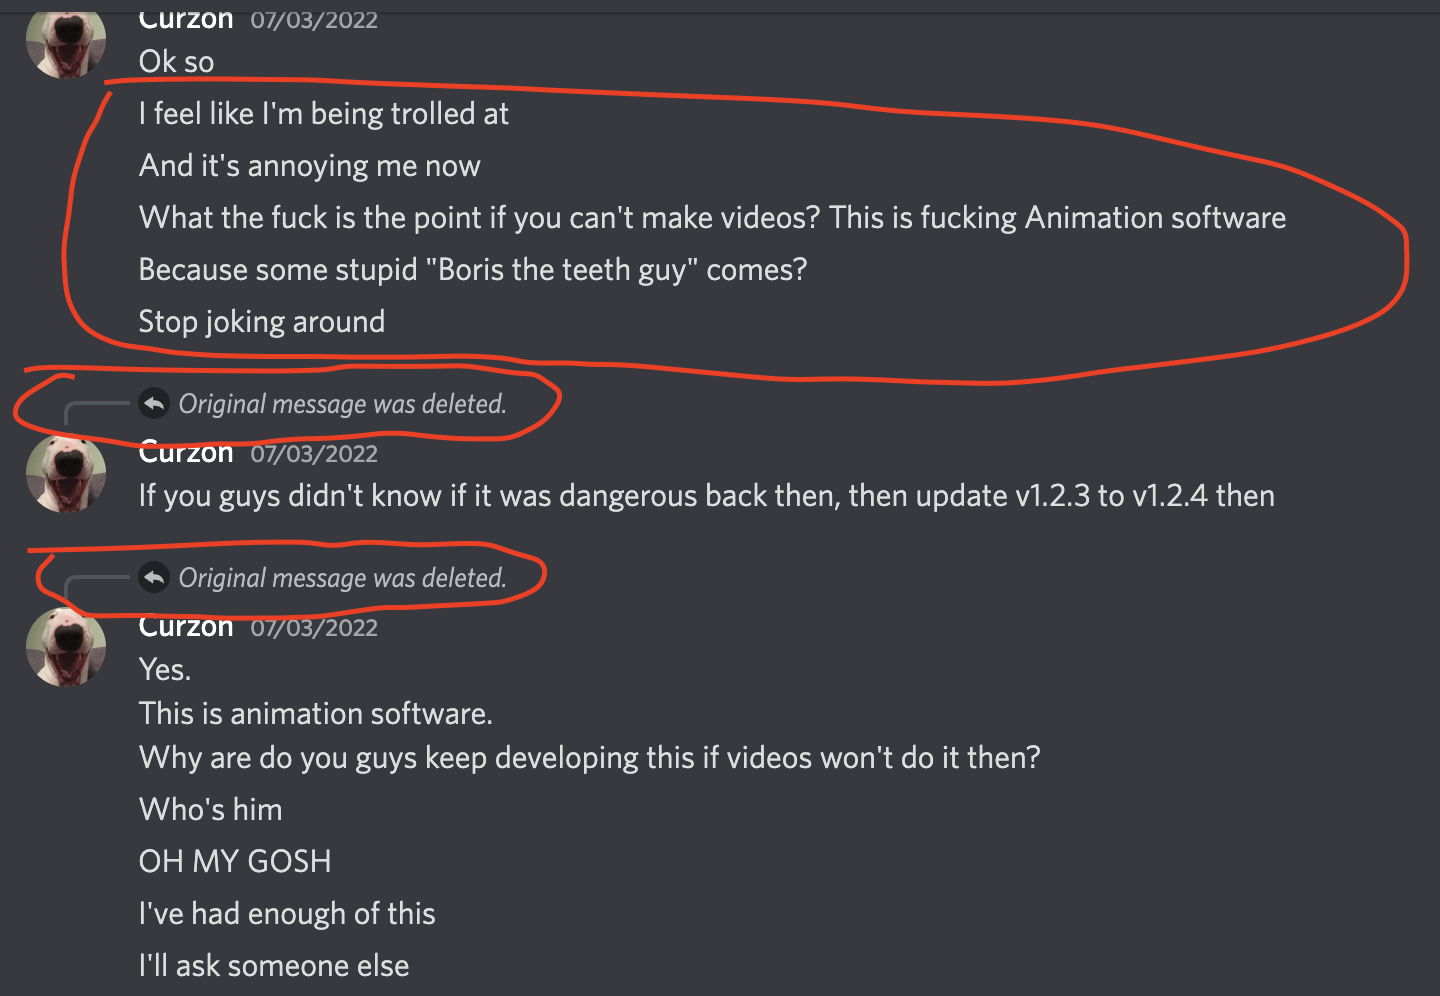 Curzon 07/03/2022
Ok so
I feel like I'm being trolled at
And it's annoying me now
What the fuck is the point if you can't make videos? This is fucking Animation software
Because some stupid "Boris the teeth guy" comes?
Stop joking around
Original message was deleted.
Curzon 07/03/2022
If you guys didn't know if it was dangerous back then, then update v1.2.3 to v1.2.4 then
Original message was deleted.
Curzon 07/03/2022
Yes.
This is animation software.
Why are do you guys keep developing this if videos won't do it then?
Who's him
OH MY GOSH
I've had enough of this
I'll ask someone else